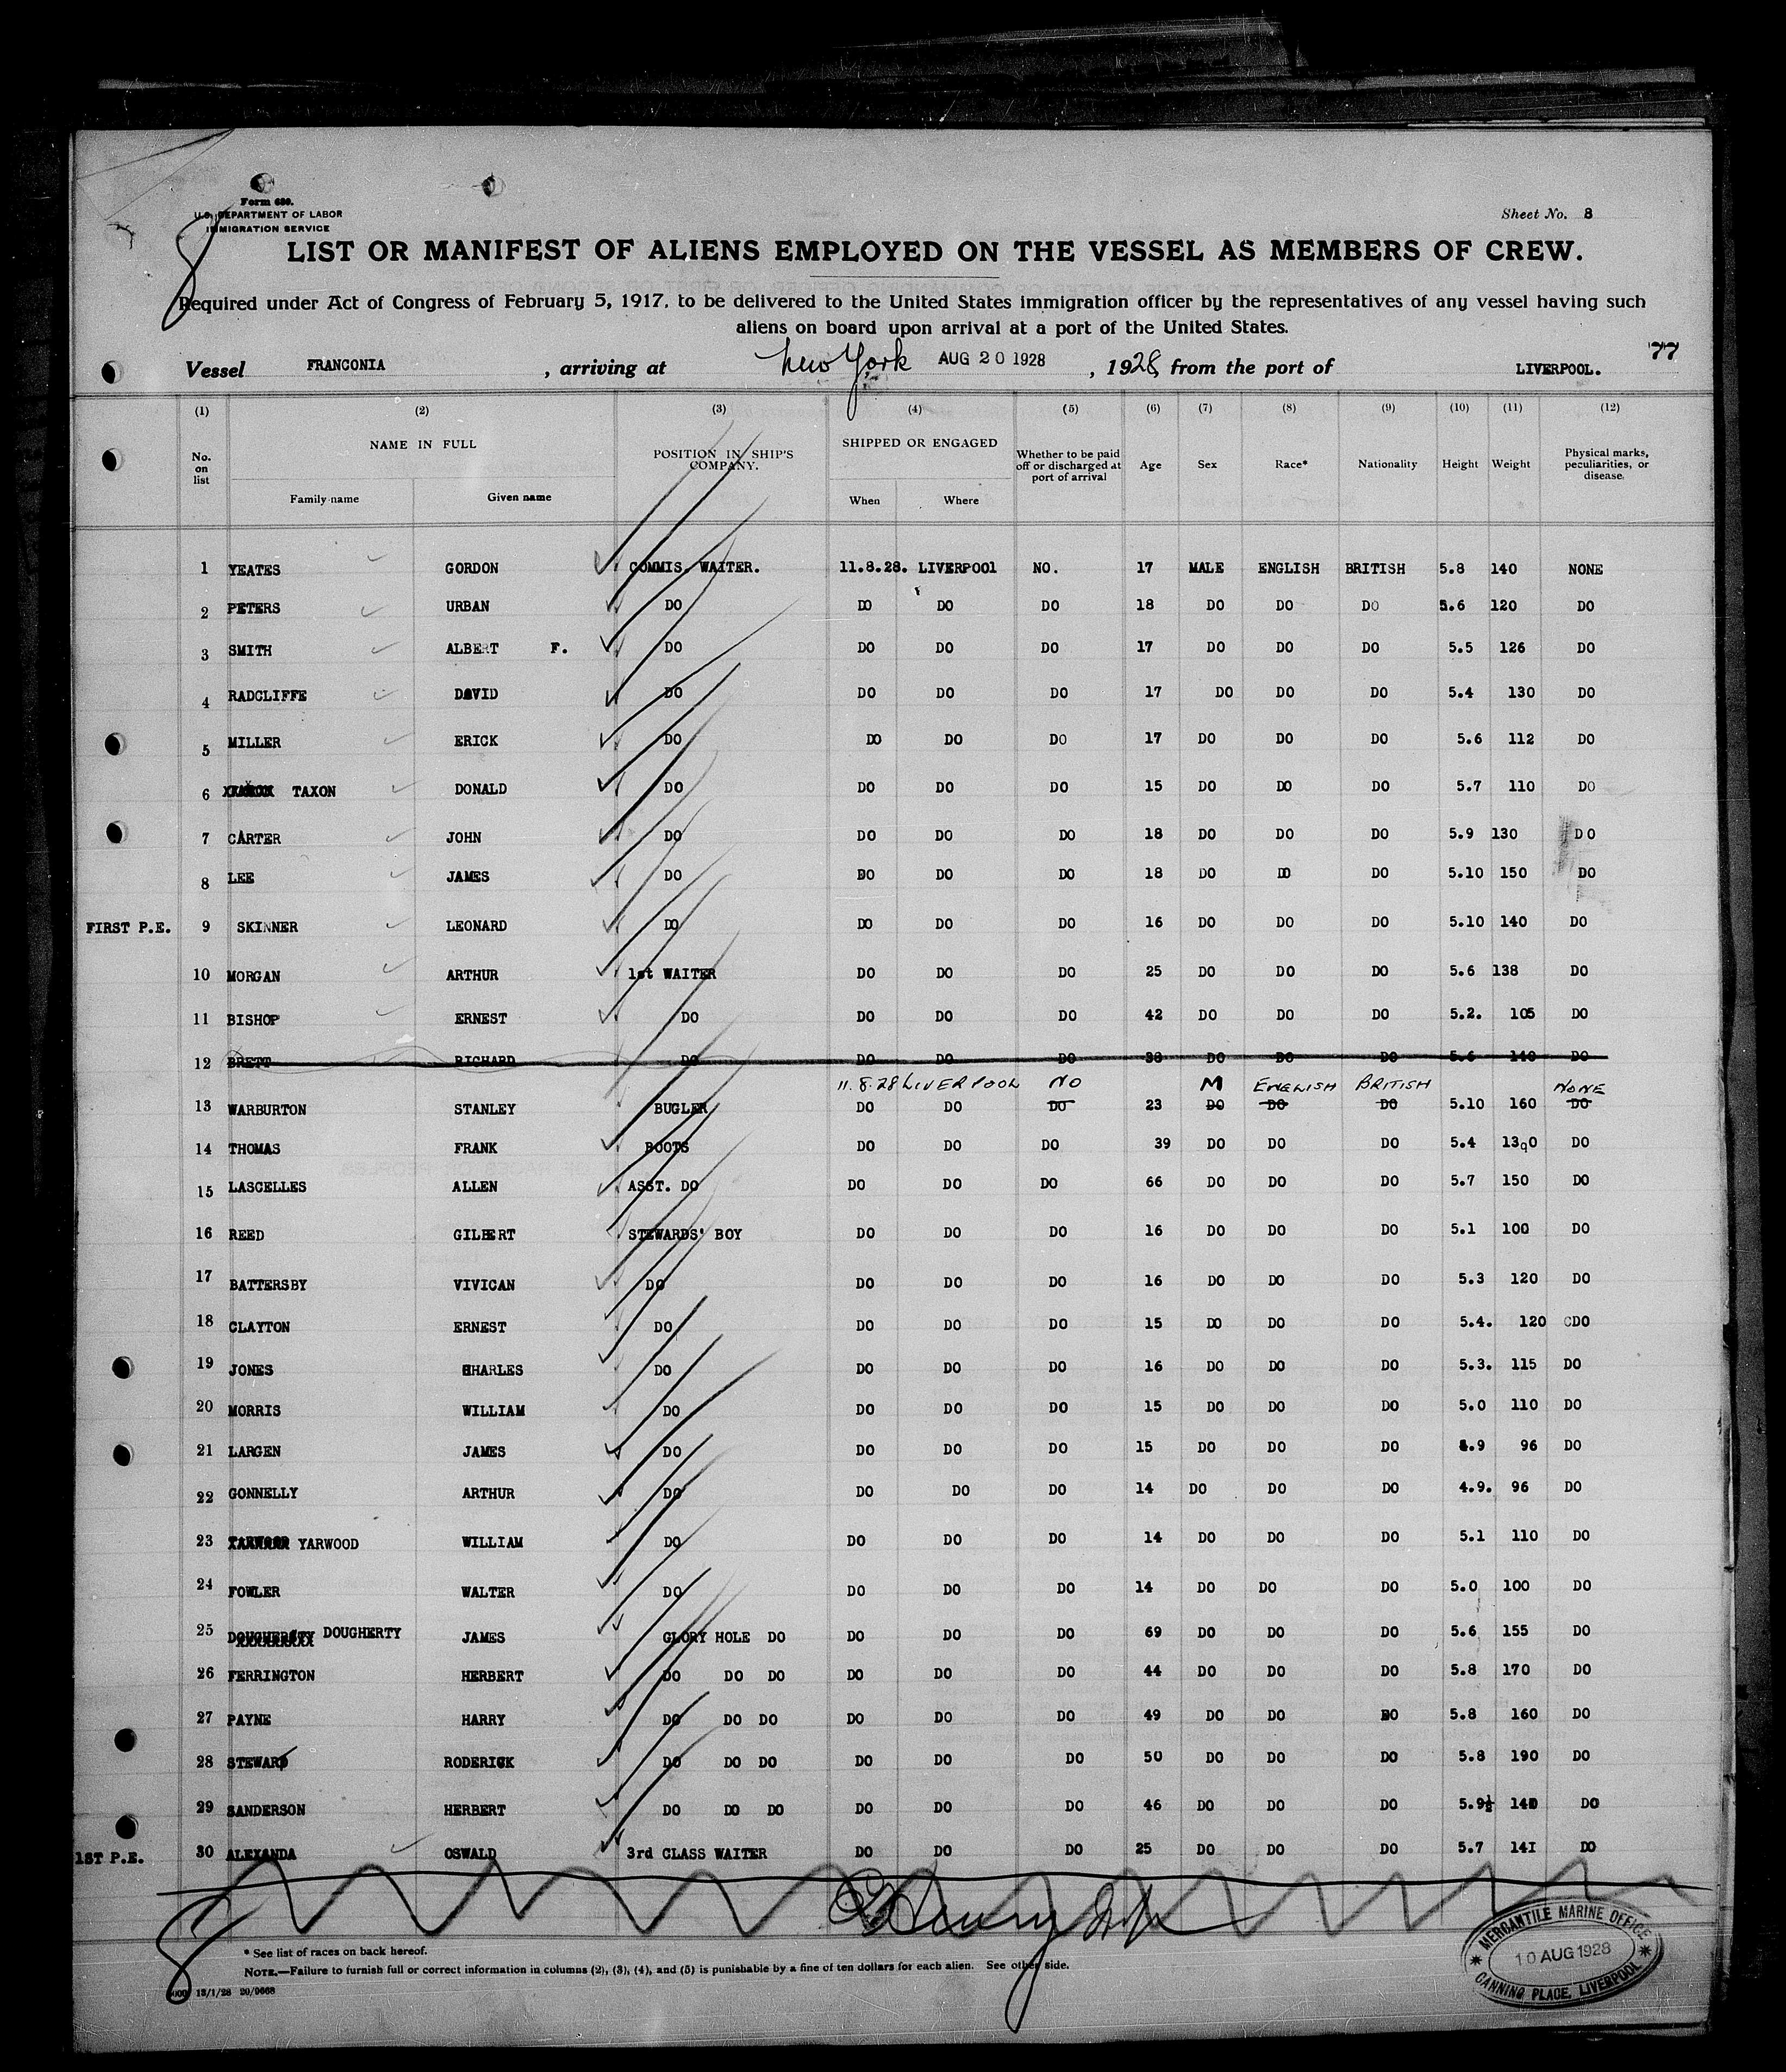 Form 680.
U.S. DEPARTMENT OF LABOR
IMMIGRATION SERVICE
Sheet No. 8
8
LIST OR MANIFEST OF ALIENS EMPLOYED ON THE VESSEL AS MEMBERS OF CREW.
Required under Act of Congress of February 5, 1917, to be delivered to the United States immigration officer by the representatives of any vessel having such
aliens on board upon arrival at a port of the United States.
77
Vessel FRANCONIA , arriving at New York AUG 20 1928 , 1928, from the port of LIVERPOOL.
(1) (2) (3) (4) (5) (6) (7) (8) (9) (10) (11) (12)
No. on list NAME IN FULL Family name Given name POSITION IN SHIP'S COMPANY. SHIPPED OR ENGAGED When Where Whether to be paid off or discharged at port of arrival Age Sex Race* Nationality Height Weight Physical marks, peculiarities, or disease.
1 YEATES GORDON COMMIS. WAITER. 11.8.28. LIVERPOOl NO. 17 MALE ENGLISH BRITISH 5.8 140 NONE
2 PETERS URBAN DO DO DO DO 18 DO DO DO 5.6 120 DO
3 SMITH ALBERT F. DO DO DO DO 17 DO DO DO 5.5 126 DO
4 RADCLIFFE DAVID DO DO DO DO 17 DO DO DO 5.4 130 DO
5 MILLER ERICK DO DO DO DO 17 DO DO DO 5.6 112 DO
6 TAXON DONALD DO DO DO DO 15 DO DO DO 5.7 110 DO
7 CARTER JOHN DO DO DO DO 18 DO DO DO 5.9 130 DO
8 LEE JAMES DO DO DO DO 18 DO DO DO 5.10 150 DO
FIRST P.E. 9 SKINNER LEONARD DO DO DO DO 16 DO DO DO 5.10 140 DO
10 MORGAN ARTHUR 1st WAITER DO DO DO 25 DO DO DO 5.6 138 DO
11 BISHOP ERNEST DO DO DO DO 42 DO DO DO 5.2. 105 DO
12 BRETT RICHARD DO DO DO DO 38 DO DO DO 5.6 140 DO
11.8.28 LIVERPOOL NO M ENGLISH BRITISH NONE
13 WARBURTON STANLEY BUGLER DO DO DO 23 DO DO DO 5.10 160 DO
14 THOMAS FRANK BOOTS DO DO DO 39 DO DO DO 5.4 13q0 DO
15 LASCELLES ALLEN ASST. DO DO DO DO 66 DO DO DO 5.7 150 DO
16 REED GILBERT STEWARDS' BOY DO DO DO 16 DO DO DO 5.1 100 DO
17 BATTERSBY VIVICAN DO DO DO DO 16 DO DO DO 5.3 120 DO
18 CLAYTON ERNEST DO DO DO DO 15 DO DO DO 5.4. 120 CDO
19 JONES CHARLES DO DO DO DO 16 DO DO DO 5.3. 115 DO
20 MORRIS WILLIAM DO DO DO DO 15 DO DO DO 5.0 110 DO
21 LARGEN JAMES DO DO DO DO 15 DO DO DO 4.9 96 DO
22 GONNELLY ARTHUR DO DO DO DO 14 DO DO DO 4.9. 96 DO
23 YARWOOD WILLIAM DO DO DO DO 14 DO DO DO 5.1 110 DO
24 FOWLER WALTER DO DO DO DO 14 DO DO DO 5.0 100 DO
25 DOUGHERTY JAMES GLORY HOLE DO DO DO DO 69 DO DO DO 5.6 155 DO
26 FERRINGTON HERBERT DO DO DO DO DO DO 44 DO DO DO 5.8 170 DO
27 PAYNE HARRY DO DO DO DO DO DO 49 DO DO DO 5.8 160 DO
28 STEWARD RODERICK DO DO DO DO DO DO 50 DO DO DO 5.8 190 DO
29 SANDERSON HERBERT DO DO DO DO DO DO 46 DO DO DO 5.9½ 140 DO
1ST P.E. 30 ALEXANDA OSWALD 3rd CLASS WAITER DO DO DO 25 DO DO DO 5.7 141 DO
8
* See list of races on back hereof.
NOTE.—Failure to furnish full or correct information in columns (2), (3), (4), and (5) is punishable by a fine of ten dollars for each alien. See other side.
13/1/28 20/9668
MERCANTILE MARINE OFFICE
10 AUG 1928
CANNING PLACE, LIVERPOOL